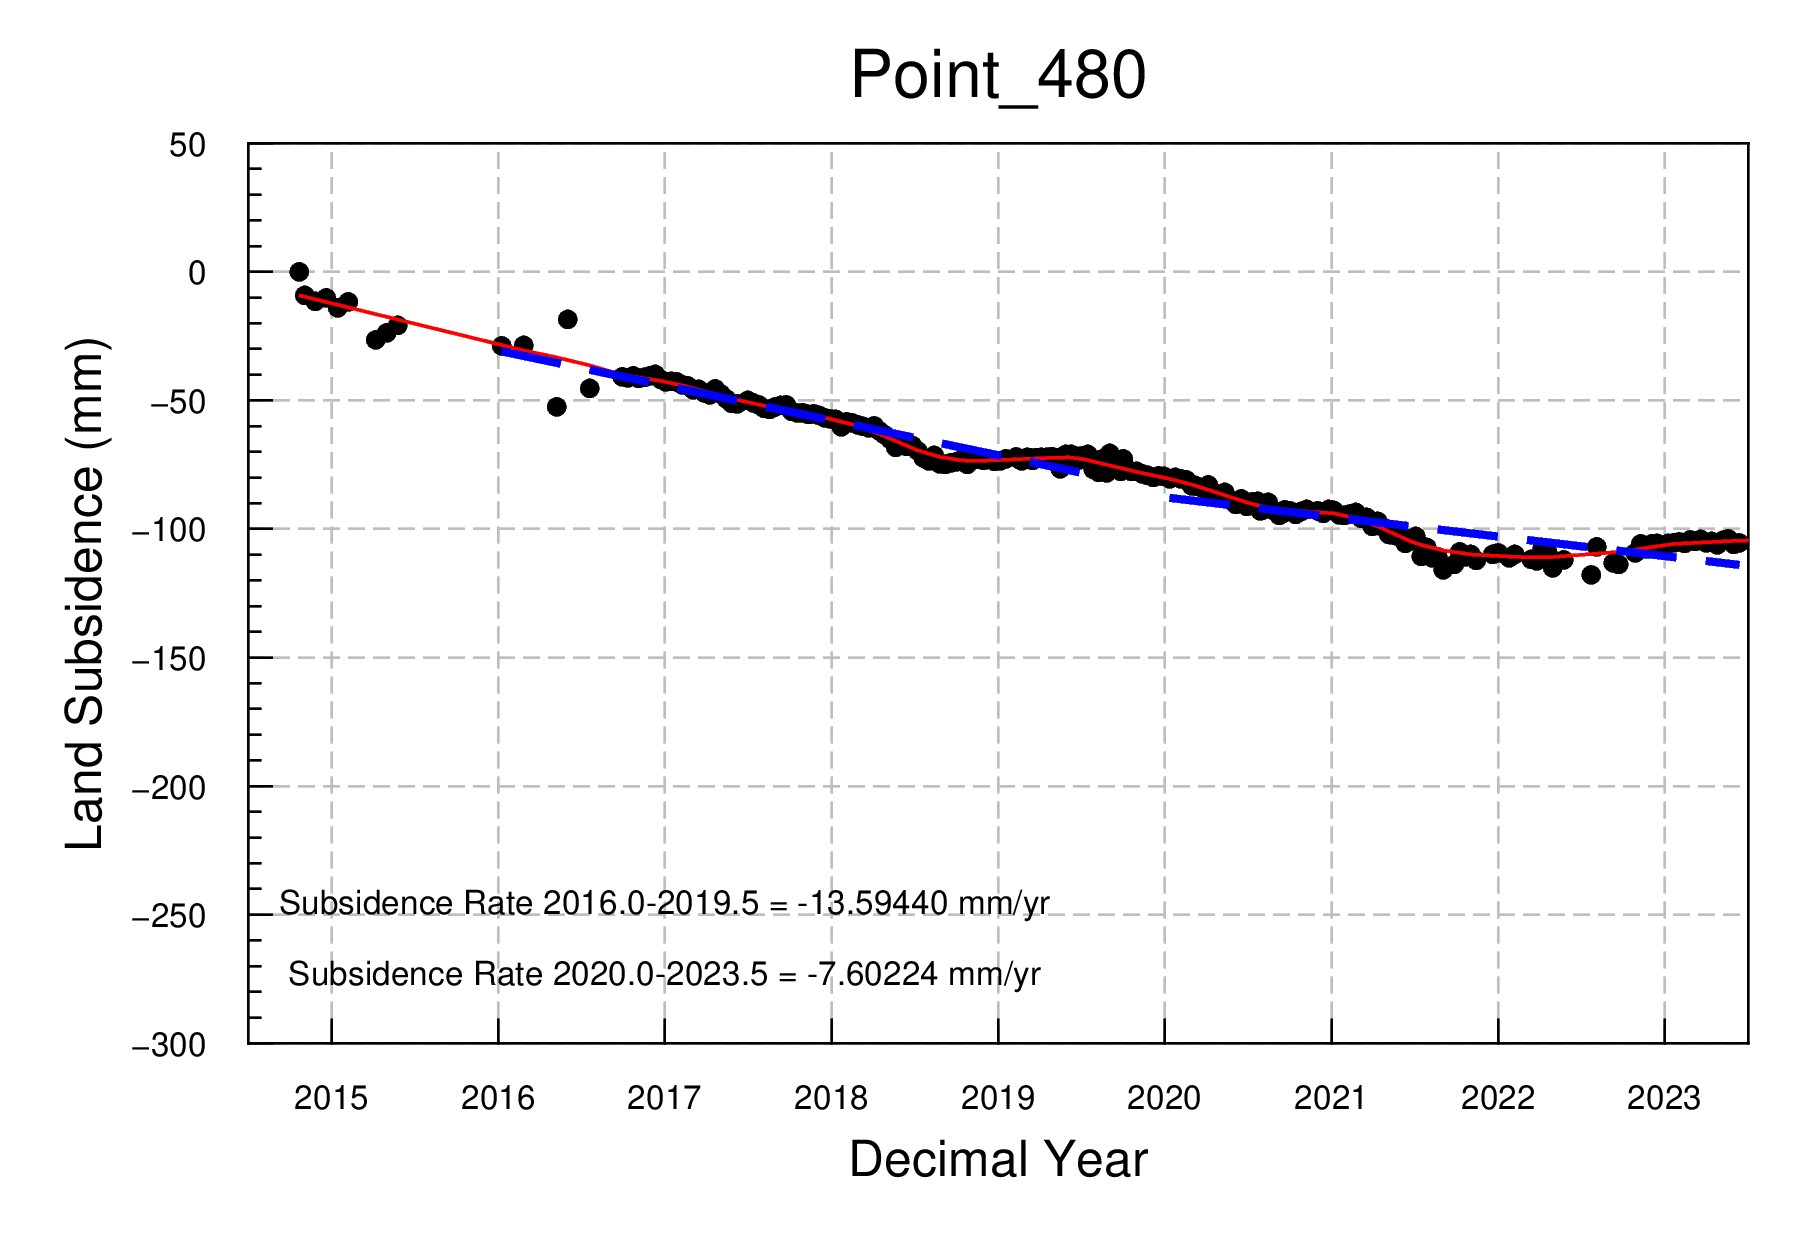 Point_480
50
0
−50
−100
−150
−200
−250
−300
Land Subsidence (mm)
Subsidence Rate 2016.0-2019.5 = -13.59440 mm/yr
Subsidence Rate 2020.0-2023.5 = -7.60224 mm/yr
2015 2016 2017 2018 2019 2020 2021 2022 2023
Decimal Year